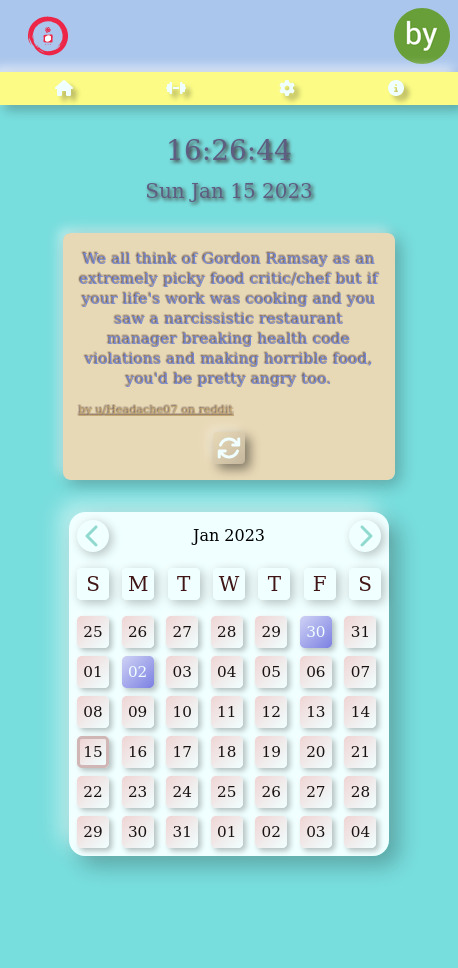 by
16:26:44
Sun Jan 15 2023
We all think of Gordon Ramsay as an
extremely picky food critic/chef but if
your life's work was cooking and you
saw a narcissistic restaurant
manager breaking health code
violations and making horrible food,
you'd be pretty angry too.
by u/Headache07 on reddit
Jan 2023
S M T W T F S
25 26 27 28 29 30 31
01 02 03 04 05 06 07
08 09 10 11 12 13 14
15 16 17 18 19 20 21
22 23 24 25 26 27 28
29 30 31 01 02 03 04